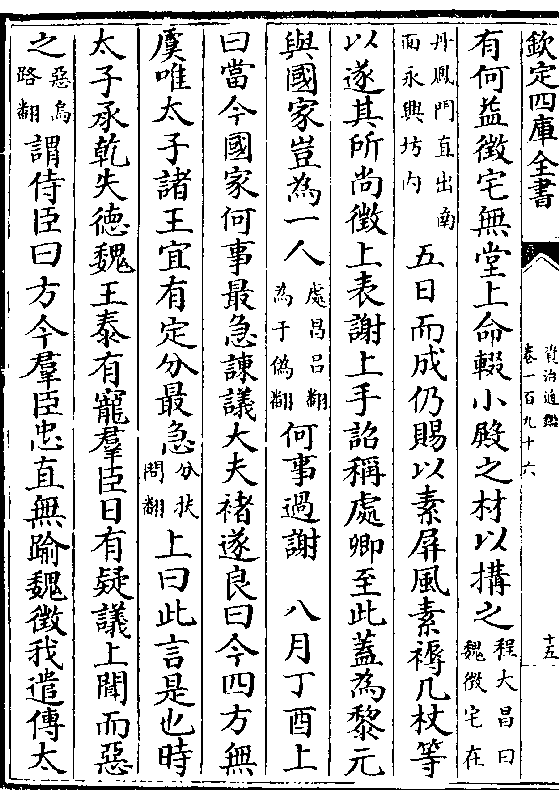 欽定四庫全書
資治通鑑
卷一百九十六
十五
有何益徵宅無堂上命輟小殿之材以搆之程大昌曰魏徵宅在
丹鳳門直出南面永興坊内五日而成仍賜以素屏風素褥几杖等
以遂其所尚徵上表謝上手詔稱處卿至此蓋為黎元
與國家豈為一人處昌吕翻為于偽翻何事過謝 八月丁酉上
曰當今國家何事最急諫議大夫褚遂良曰今四方無
虞唯太子諸王宜有定分最急分扶問翻上曰此言是也時
太子承乾失徳魏王泰有寵羣臣日有疑議上聞而惡
之惡烏路翻謂侍臣曰方今羣臣忠直無踰魏徵我遣傳太